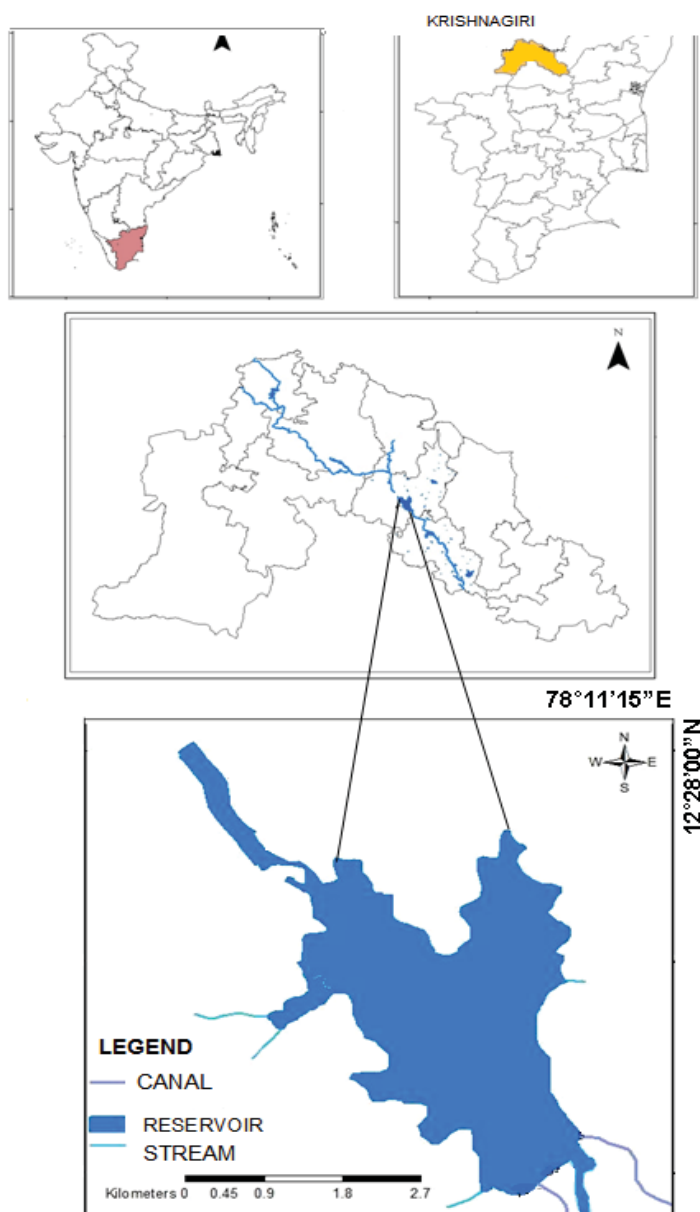 KRISHNAGIRI
N
78°11'15”E
12°28'00”N
N
W E
S
LEGEND
CANAL
RESERVOIR
STREAM
Kilometers 0 0.45 0.9 1.8 2.7